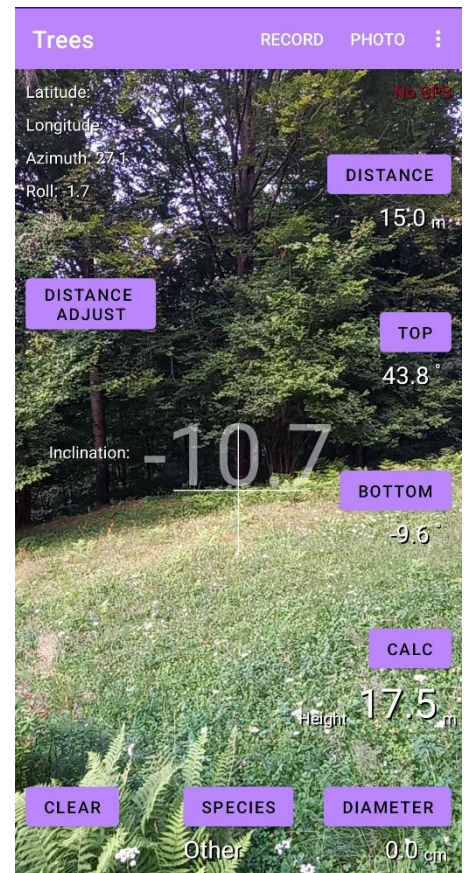 Trees RECORD PHOTO
Latitude: No GPS
Longitude:
Azimuth: 27.1
Roll: -1.7
DISTANCE
15.0 m
DISTANCE
ADJUST
TOP
43.8 °
Inclination: -10.7
BOTTOM
-9.6 °
CALC
Height 17.5 m
CLEAR SPECIES DIAMETER
Other 0.0 cm